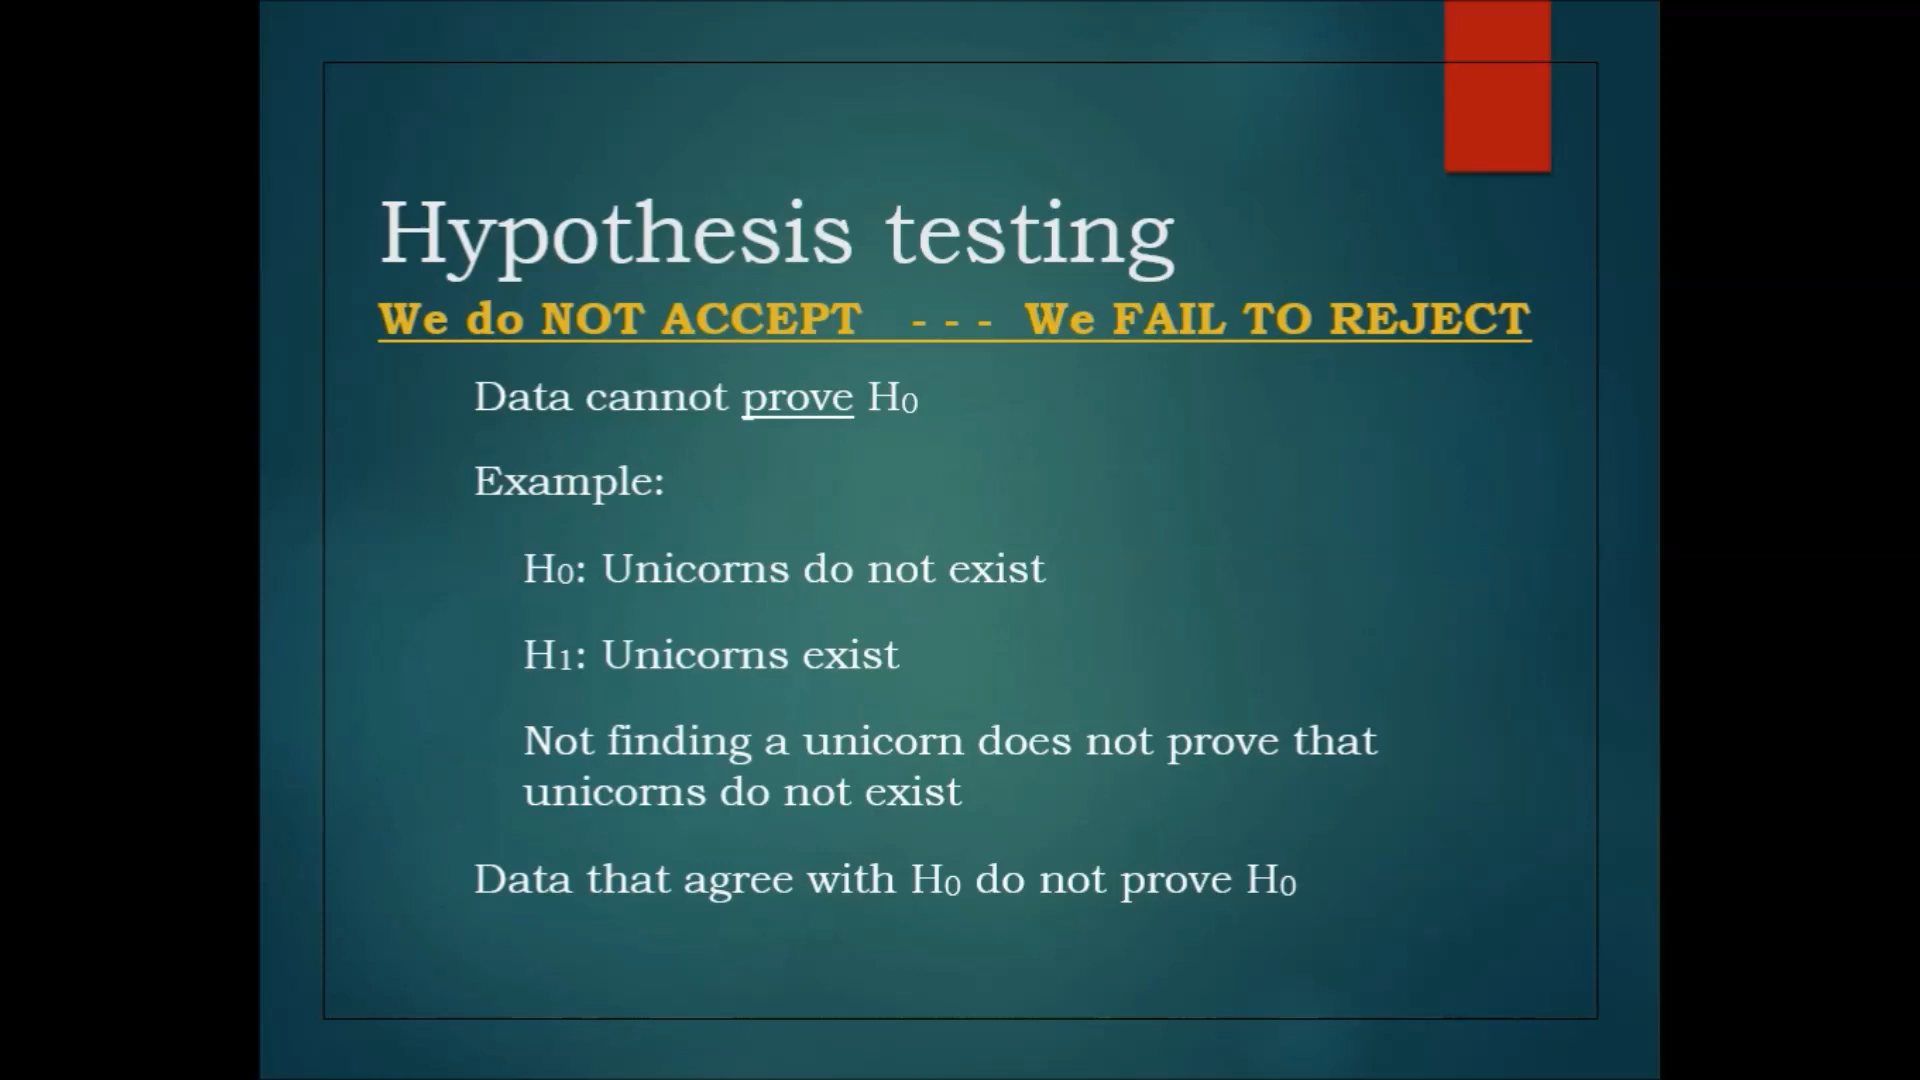 Hypothesis testing
We do NOT ACCEPT - - - We FAIL TO REJECT
Data cannot prove H₀
Example:
H₀: Unicorns do not exist
H₁: Unicorns exist
Not finding a unicorn does not prove that
unicorns do not exist
Data that agree with H₀ do not prove H₀